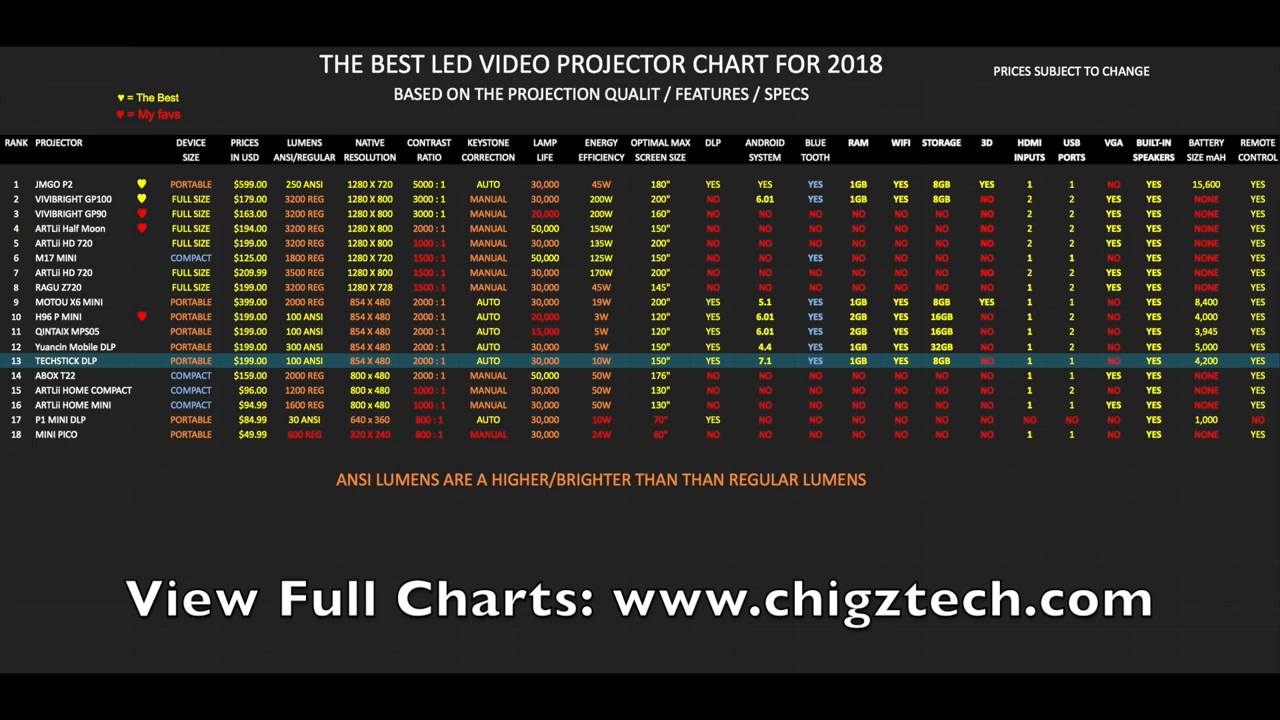 THE BEST LED VIDEO PROJECTOR CHART FOR 2018
PRICES SUBJECT TO CHANGE
BASED ON THE PROJECTION QUALIT / FEATURES / SPECS
♥ = The Best
♥ = My favs
RANK PROJECTOR DEVICE PRICES LUMENS NATIVE CONTRAST KEYSTONE LAMP ENERGY OPTIMAL MAX DLP ANDROID BLUE RAM WIFI STORAGE 3D HDMI USB VGA BUILT-IN BATTERY REMOTE
SIZE IN USD ANSI/REGULAR RESOLUTION RATIO CORRECTION LIFE EFFICIENCY SCREEN SIZE SYSTEM TOOTH INPUTS PORTS SPEAKERS SIZE mAH CONTROL
1 JMGO P2 ♥ PORTABLE $599.00 250 ANSI 1280 X 720 5000 : 1 AUTO 30,000 45W 180" YES YES YES 1GB YES 8GB YES 1 1 NO YES 15,600 YES
2 VIVIBRIGHT GP100 ♥ FULL SIZE $179.00 3200 REG 1280 X 800 3000 : 1 MANUAL 30,000 200W 200" NO 6.01 YES 1GB YES 8GB NO 2 2 YES YES NONE YES
3 VIVIBRIGHT GP90 ♥ FULL SIZE $163.00 3200 REG 1280 X 800 3000 : 1 MANUAL 20,000 200W 160" NO NO NO NO NO NO NO 2 2 YES YES NONE YES
4 ARTLii Half Moon ♥ FULL SIZE $194.00 3200 REG 1280 X 800 2000 : 1 MANUAL 50,000 150W 150" NO NO NO NO NO NO NO 2 2 YES YES NONE YES
5 ARTLii HD 720 FULL SIZE $199.00 3200 REG 1280 X 800 1000 : 1 MANUAL 30,000 135W 200" NO NO NO NO NO NO NO 2 2 YES YES NONE YES
6 M17 MINI COMPACT $125.00 1800 REG 1280 X 720 1500 : 1 MANUAL 50,000 125W 150" NO NO YES NO NO NO NO 1 1 NO YES NONE YES
7 ARTLii HD 720 FULL SIZE $209.99 3500 REG 1280 X 800 1500 : 1 MANUAL 30,000 170W 200" NO NO NO NO NO NO NO 2 2 YES YES NONE YES
8 RAGU Z720 FULL SIZE $199.00 3200 REG 1280 X 728 1500 : 1 MANUAL 30,000 45W 145" NO NO NO NO NO NO NO 1 2 YES YES NONE YES
9 MOTOU X6 MINI PORTABLE $399.00 2000 REG 854 X 480 2000 : 1 AUTO 30,000 19W 200" YES 5.1 YES 1GB YES 8GB YES 1 1 NO YES 8,400 YES
10 H96 P MINI ♥ PORTABLE $199.00 100 ANSI 854 X 480 2000 : 1 AUTO 20,000 3W 120" YES 6.01 YES 2GB YES 16GB NO 1 2 NO YES 4,000 YES
11 QINTAIX MPS05 PORTABLE $199.00 100 ANSI 854 X 480 2000 : 1 AUTO 15,000 5W 120" YES 6.01 YES 2GB YES 16GB NO 1 2 NO YES 3,945 YES
12 Yuancin Mobile DLP PORTABLE $199.00 300 ANSI 854 X 480 2000 : 1 AUTO 30,000 5W 150" YES 4.4 YES 1GB YES 32GB NO 1 2 NO YES 5,000 YES
13 TECHSTICK DLP PORTABLE $199.00 100 ANSI 854 X 480 2000 : 1 AUTO 30,000 10W 150" YES 7.1 YES 1GB YES 8GB NO 1 1 NO YES 4,200 YES
14 ABOX T22 COMPACT $159.00 2000 REG 800 x 480 2000 : 1 MANUAL 50,000 50W 176" NO NO NO NO NO NO NO 1 1 YES YES NONE YES
15 ARTLii HOME COMPACT COMPACT $96.00 1200 REG 800 x 480 1000 : 1 MANUAL 30,000 50W 130" NO NO NO NO NO NO NO 1 2 NO YES NONE YES
16 ARTLii HOME MINI COMPACT $94.99 1600 REG 800 x 480 1000 : 1 MANUAL 30,000 50W 130" NO NO NO NO NO NO NO 1 1 YES YES NONE YES
17 P1 MINI DLP PORTABLE $84.99 30 ANSI 640 x 360 800 : 1 AUTO 30,000 10W 70" YES NO NO NO NO NO NO NO NO NO YES 1,000 NO
18 MINI PICO PORTABLE $49.99 600 REG 320 X 240 800 : 1 MANUAL 30,000 24W 60" NO NO NO NO NO NO NO 1 1 NO YES NONE YES
ANSI LUMENS ARE A HIGHER/BRIGHTER THAN THAN REGULAR LUMENS
View Full Charts: www.chigztech.com